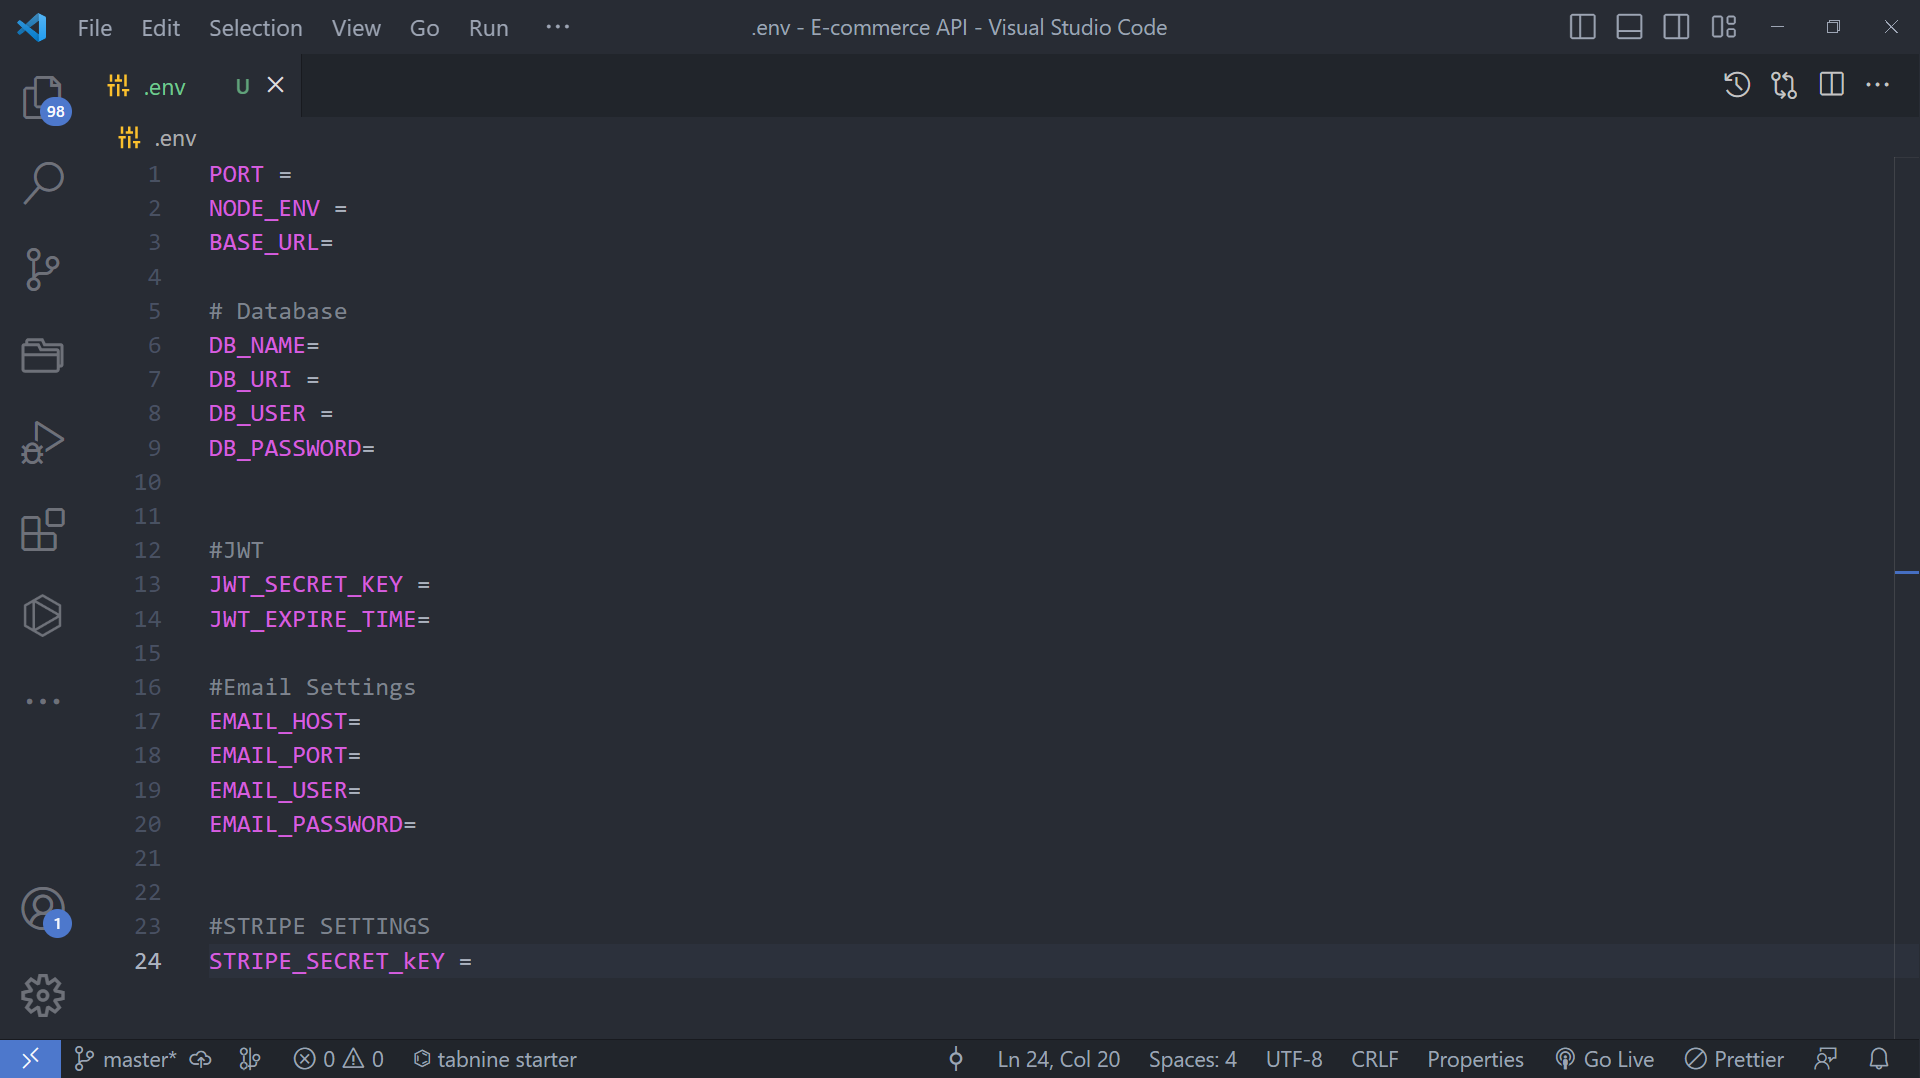 File Edit Selection View Go Run ··· .env - E-commerce API - Visual Studio Code
.env U
98
.env
1 PORT =
2 NODE_ENV =
3 BASE_URL=
4
5 # Database
6 DB_NAME=
7 DB_URI =
8 DB_USER =
9 DB_PASSWORD=
10
11
12 #JWT
13 JWT_SECRET_KEY =
14 JWT_EXPIRE_TIME=
15
16 #Email Settings
17 EMAIL_HOST=
18 EMAIL_PORT=
19 EMAIL_USER=
20 EMAIL_PASSWORD=
21
22
23 #STRIPE SETTINGS
1
24 STRIPE_SECRET_kEY =
master* 0 0 tabnine starter Ln 24, Col 20 Spaces: 4 UTF-8 CRLF Properties Go Live Prettier